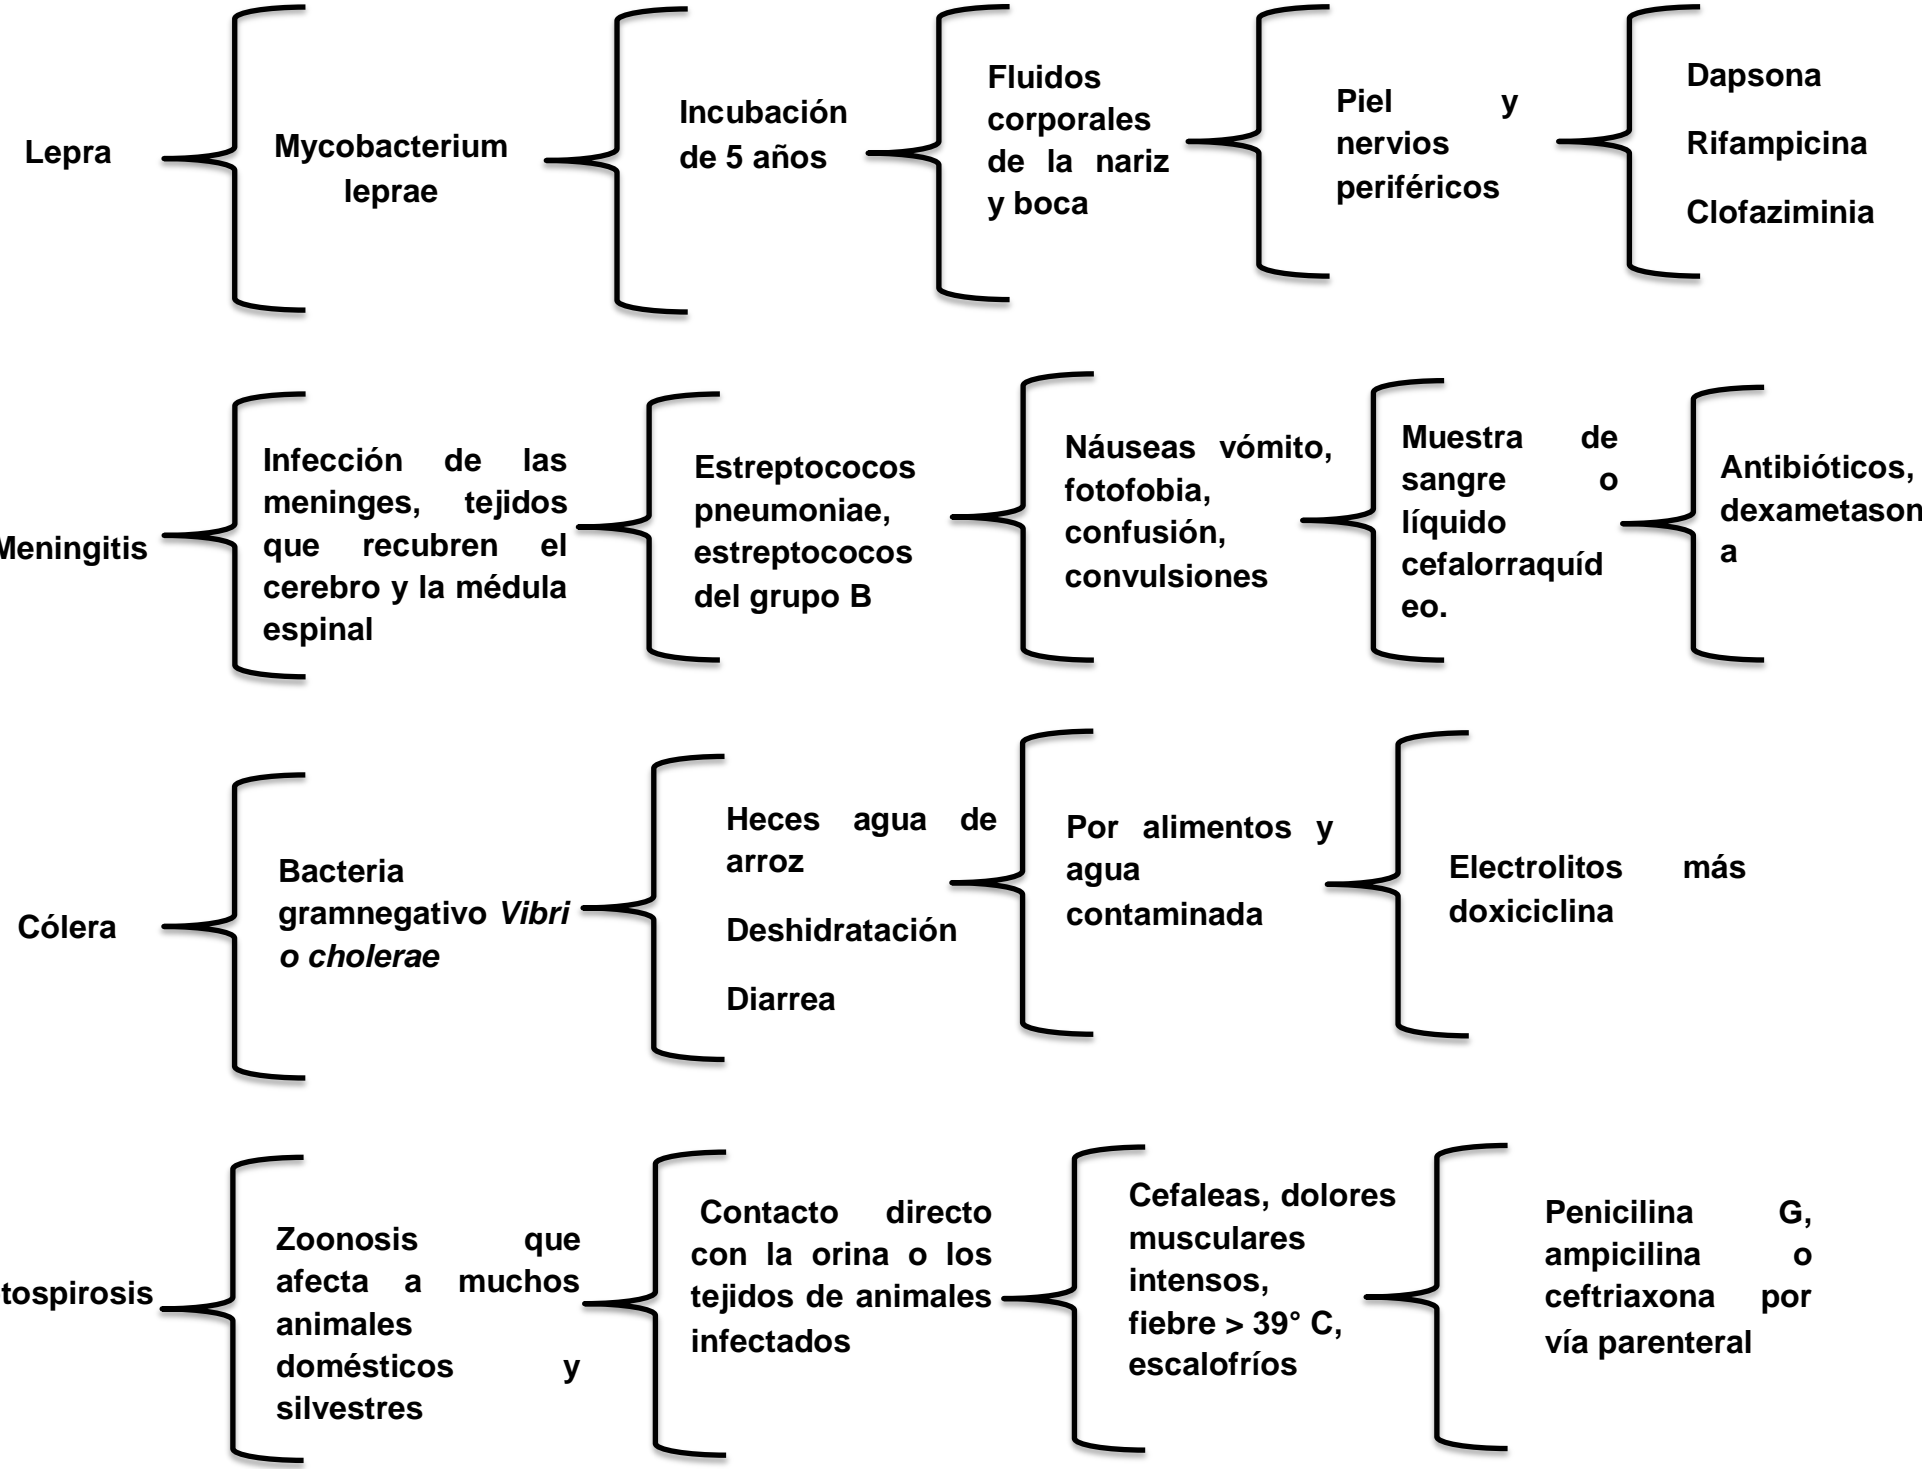 Lepra
Mycobacterium
leprae
Incubación
de 5 años
Fluidos
corporales
de la nariz
y boca
Piel y
nervios
periféricos
Dapsona
Rifampicina
Clofaziminia
Meningitis
Infección de las
meninges, tejidos
que recubren el
cerebro y la médula
espinal
Estreptococos
pneumoniae,
estreptococos
del grupo B
Náuseas vómito,
fotofobia,
confusión,
convulsiones
Muestra de
sangre o
líquido
cefalorraquíd
eo.
Antibióticos,
dexametason
a
Cólera
Bacteria
gramnegativo Vibri
o cholerae
Heces agua de
arroz
Deshidratación
Diarrea
Por alimentos y
agua
contaminada
Electrolitos más
doxiciclina
tospirosis
Zoonosis que
afecta a muchos
animales
domésticos y
silvestres
Contacto directo
con la orina o los
tejidos de animales
infectados
Cefaleas, dolores
musculares
intensos,
fiebre > 39° C,
escalofríos
Penicilina G,
ampicilina o
ceftriaxona por
vía parenteral